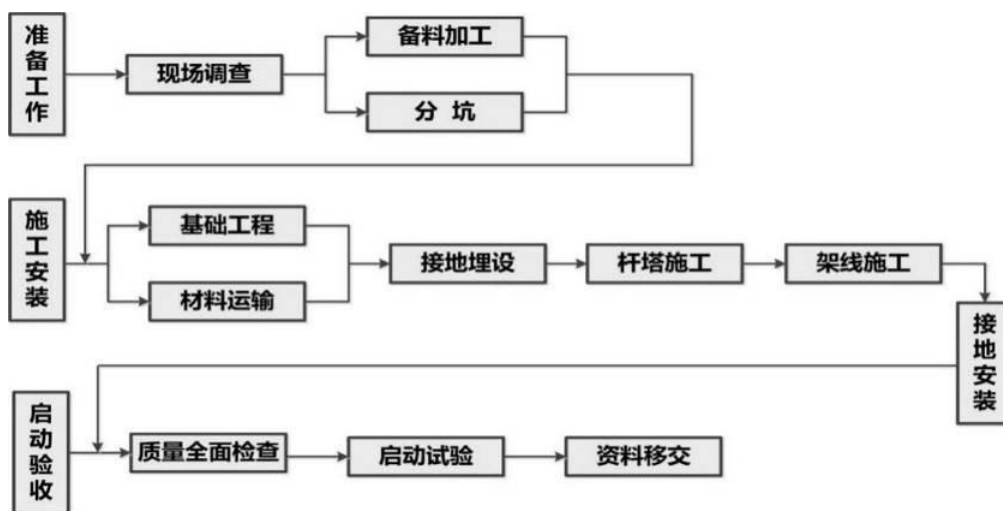 准备工作
现场调查
备料加工
分 坑
施工安装
基础工程
材料运输
接地埋设
杆塔施工
架线施工
接地安装
启动验收
质量全面检查
启动试验
资料移交